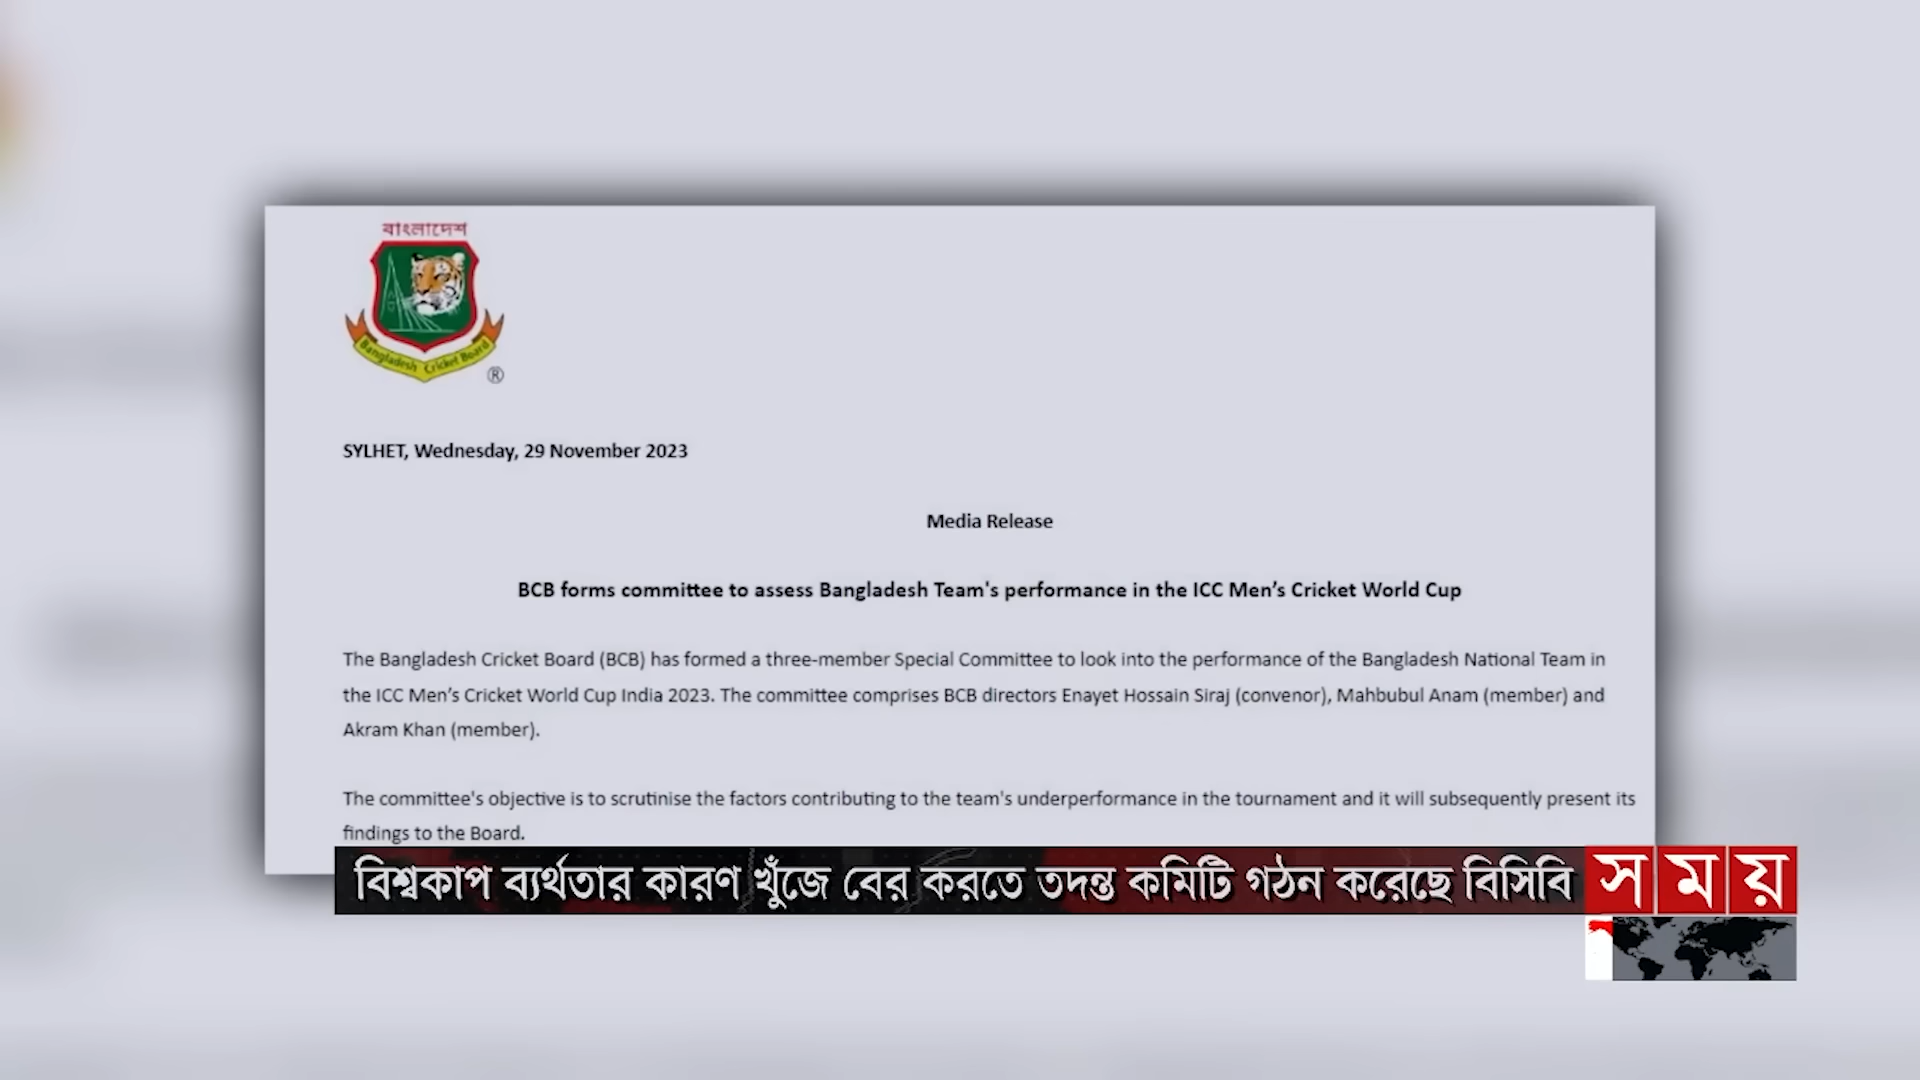 বাংলাদেশ
Bangladesh Cricket Board
®
SYLHET, Wednesday, 29 November 2023
Media Release
BCB forms committee to assess Bangladesh Team's performance in the ICC Men’s Cricket World Cup
The Bangladesh Cricket Board (BCB) has formed a three-member Special Committee to look into the performance of the Bangladesh National Team in
the ICC Men’s Cricket World Cup India 2023. The committee comprises BCB directors Enayet Hossain Siraj (convenor), Mahbubul Anam (member) and
Akram Khan (member).
The committee's objective is to scrutinise the factors contributing to the team's underperformance in the tournament and it will subsequently present its
findings to the Board.
বিশ্বকাপ ব্যর্থতার কারণ খুঁজে বের করতে তদন্ত কমিটি গঠন করেছে বিসিবি
সময়